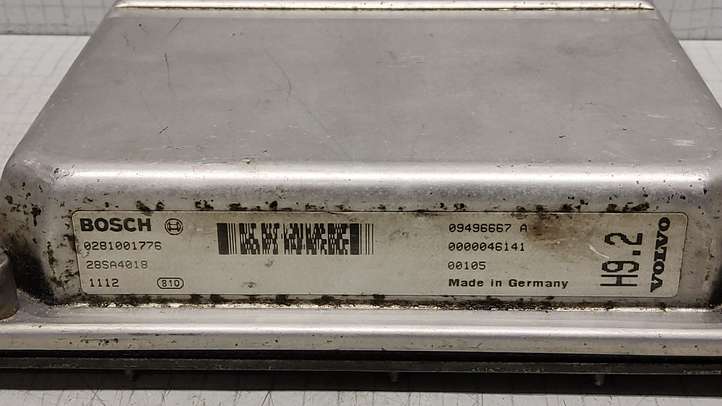 BOSCH
0281001776
28SA4018
1112 810
09496667 A
0000046141
00105
Made in Germany
H9.2
VOLVO